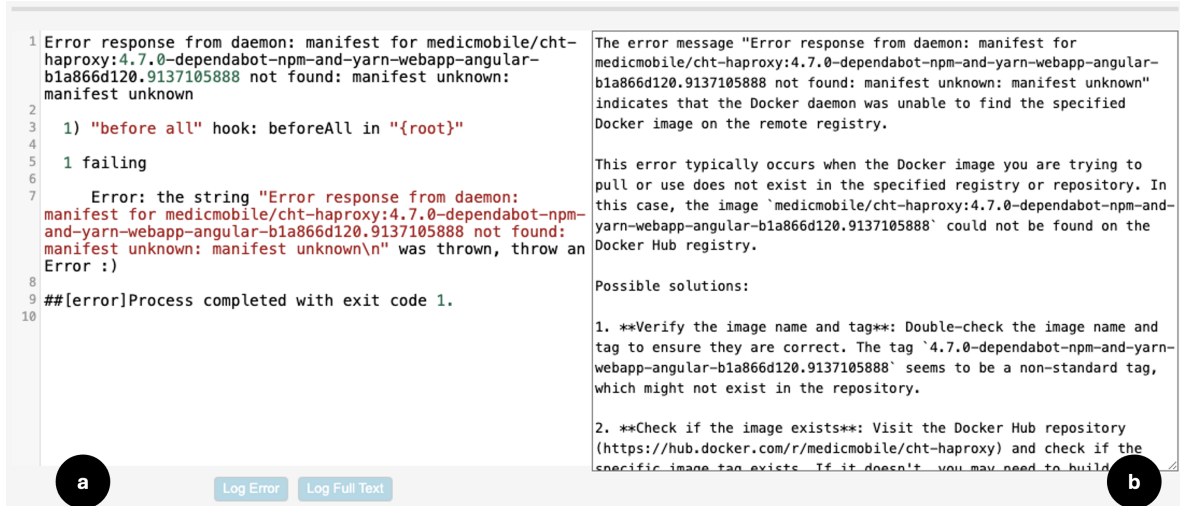 1 Error response from daemon: manifest for medicmobile/cht-
haproxy:4.7.0-dependabot-npm-and-yarn-webapp-angular-
b1a866d120.9137105888 not found: manifest unknown:
manifest unknown
2
3 1) "before all" hook: beforeAll in "{root}"
4
5 1 failing
6
7 Error: the string "Error response from daemon:
manifest for medicmobile/cht-haproxy:4.7.0-dependabot-npm-
and-yarn-webapp-angular-b1a866d120.9137105888 not found:
manifest unknown: manifest unknown\n" was thrown, throw an
Error :)
8
9 ##[error]Process completed with exit code 1.
10
a
Log Error
Log Full Text
The error message "Error response from daemon: manifest for
medicmobile/cht-haproxy:4.7.0-dependabot-npm-and-yarn-webapp-angular-
b1a866d120.9137105888 not found: manifest unknown: manifest unknown"
indicates that the Docker daemon was unable to find the specified
Docker image on the remote registry.
This error typically occurs when the Docker image you are trying to
pull or use does not exist in the specified registry or repository. In
this case, the image `medicmobile/cht-haproxy:4.7.0-dependabot-npm-and-
yarn-webapp-angular-b1a866d120.9137105888` could not be found on the
Docker Hub registry.
Possible solutions:
1. **Verify the image name and tag**: Double-check the image name and
tag to ensure they are correct. The tag `4.7.0-dependabot-npm-and-yarn-
webapp-angular-b1a866d120.9137105888` seems to be a non-standard tag,
which might not exist in the repository.
2. **Check if the image exists**: Visit the Docker Hub repository
(https://hub.docker.com/r/medicmobile/cht-haproxy) and check if the
specific image tag exists. If it doesn't, you may need to build
b